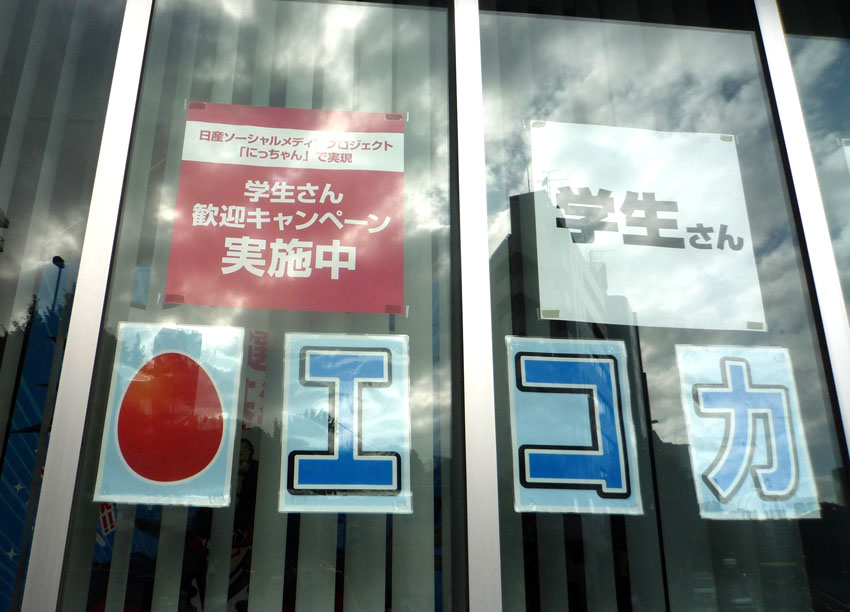 日産ソーシャルメディアプロジェクト
「にっちゃん」で実現
学生さん
歓迎キャンペーン
実施中
学生さん
エコカ